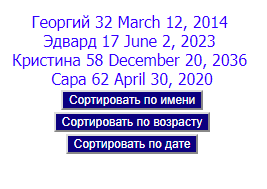 Георгий 32 March 12, 2014
Эдвард 17 June 2, 2023
Кристина 58 December 20, 2036
Сара 62 April 30, 2020
Сортировать по имени
Сортировать по возрасту
Сортировать по дате